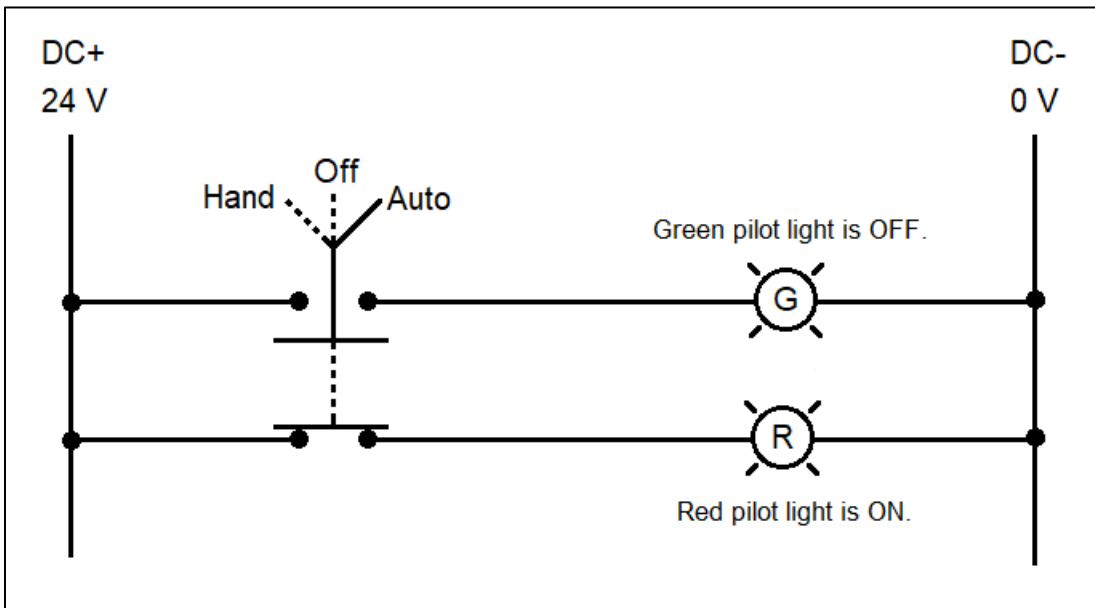 DC+
24 V
DC-
0 V
Off
Hand
Auto
Green pilot light is OFF.
G
R
Red pilot light is ON.